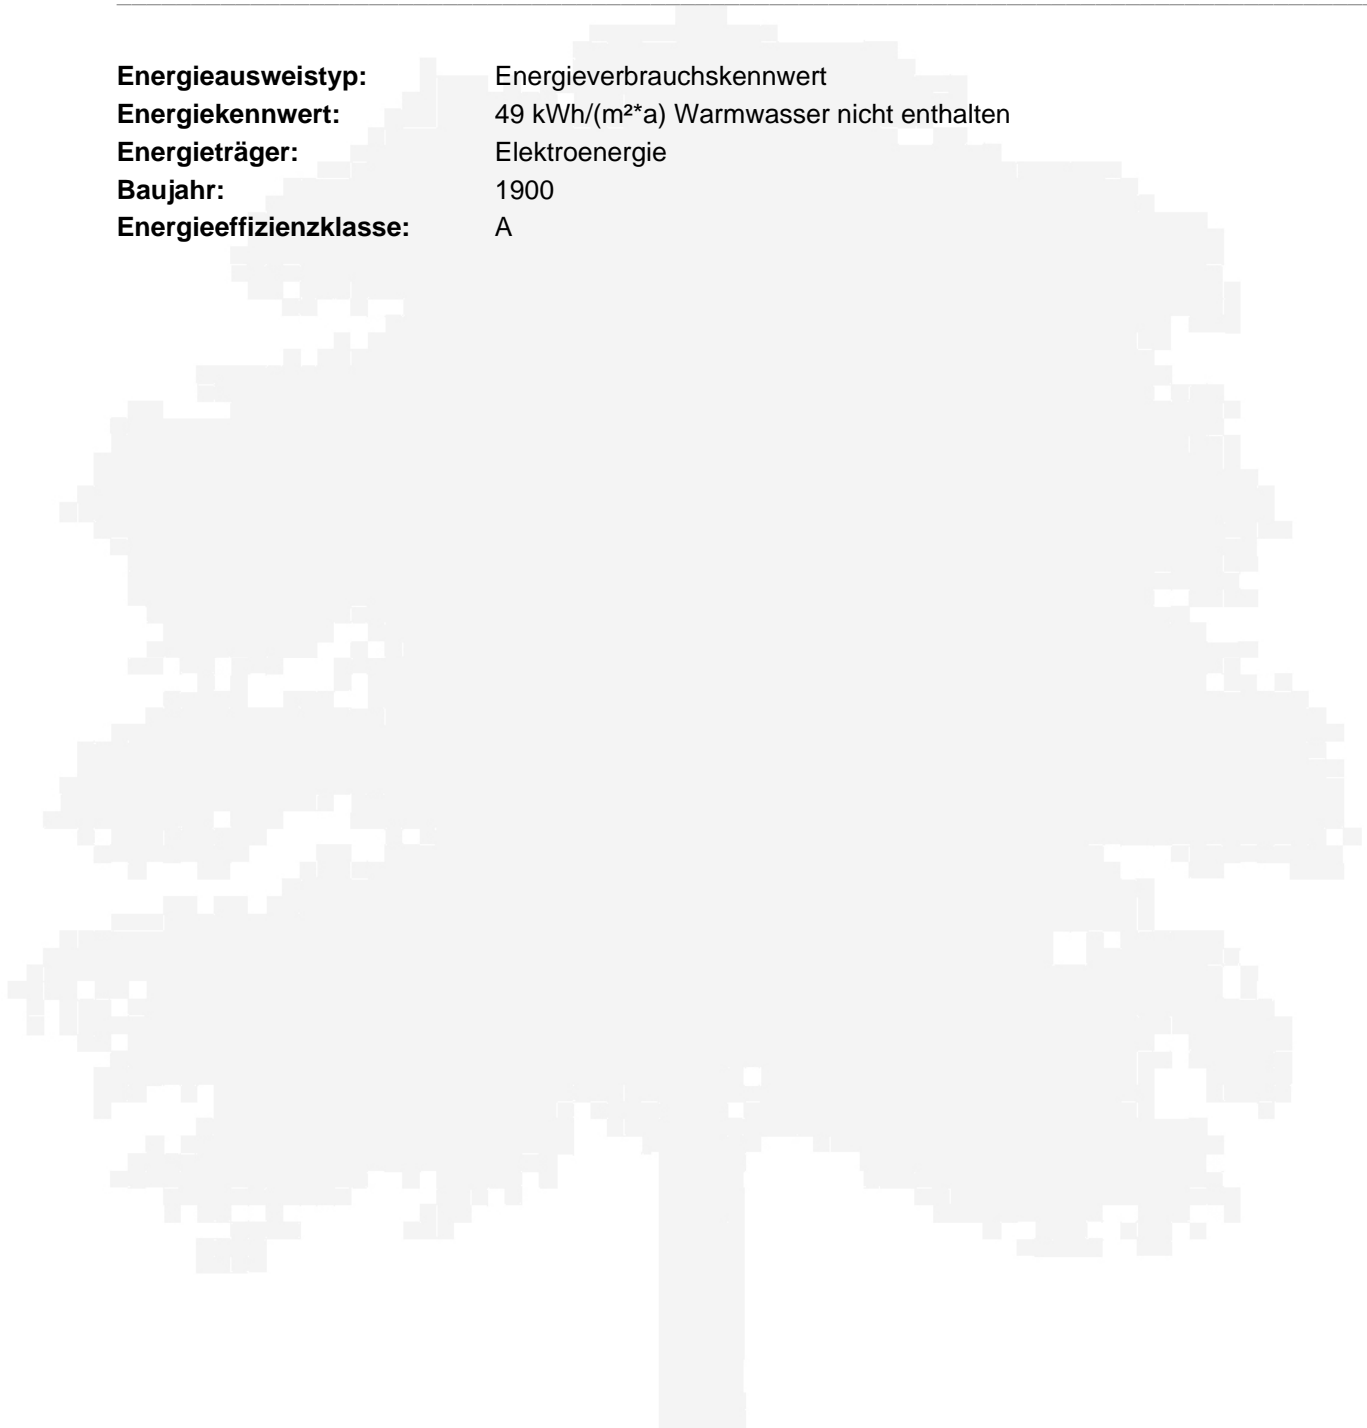 Energieausweistyp: Energieverbrauchskennwert
Energiekennwert: 49 kWh/(m²*a) Warmwasser nicht enthalten
Energieträger: Elektroenergie
Baujahr: 1900
Energieeffizienzklasse: A